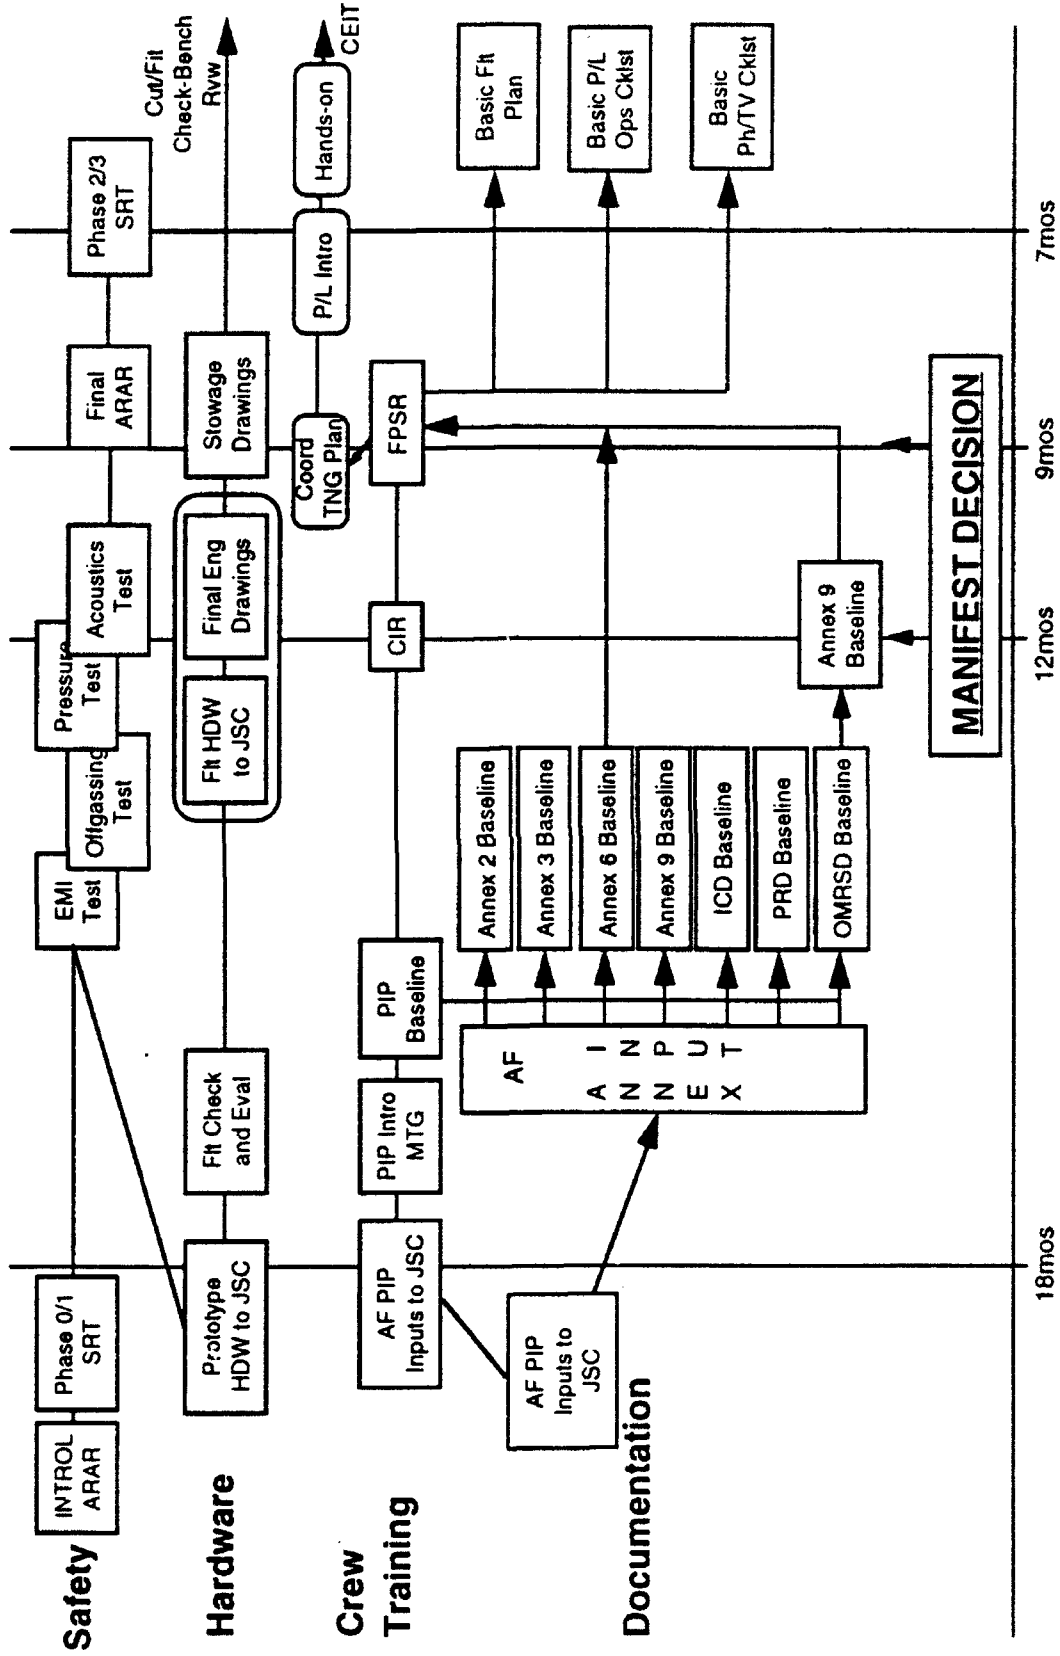 Safety
INTROL
ARAR
Phase 0/1
SRT
EMI
Test
Offgassing
Test
Pressure
Test
Acoustics
Test
Final
ARAR
Phase 2/3
SRT
Hardware
Prototype
HDW to JSC
Flt Check
and Eval
Flt HDW
to JSC
Final Eng
Drawings
Stowage
Drawings
Cut/Fit
Check-Bench
Rvw
Crew
Training
Coord
TNG Plan
P/L Intro
Hands-on
CEIT
AF PIP
Inputs to JSC
PIP Intro
MTG
PIP
Baseline
CIR
FPSR
Documentation
AF PIP
Inputs to
JSC
AF
A I
N N
N P
E U
X T
Annex 2 Baseline
Annex 3 Baseline
Annex 6 Baseline
Annex 9 Baseline
ICD Baseline
PRD Baseline
OMRSD Baseline
Annex 9
Baseline
Basic Flt
Plan
Basic P/L
Ops Cklst
Basic
Ph/TV Cklst
MANIFEST DECISION
18mos
12mos
9mos
7mos